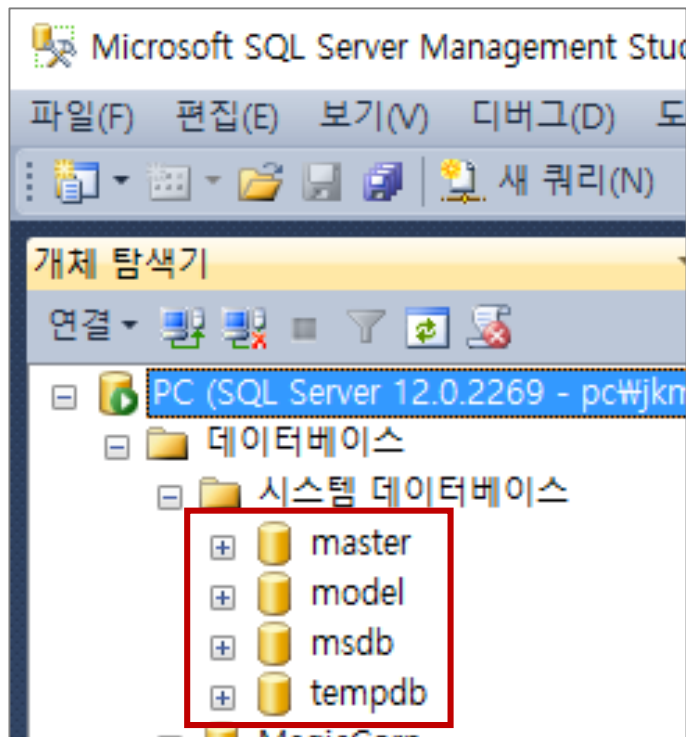 Microsoft SQL Server Management
파일(F) 편집(E) 보기(V) 디버그(D)
새 쿼리(N)
개체 탐색기
연결
PC (SQL Server 12.0.2269 - pc₩jkm
데이터베이스
시스템 데이터베이스
master
model
msdb
tempdb